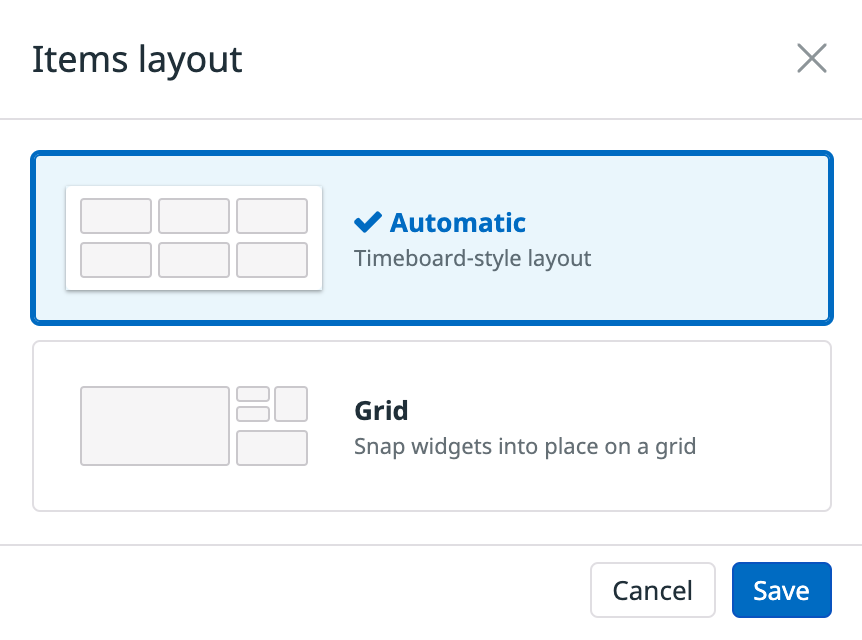 Items layout
Automatic
Timeboard-style layout
Grid
Snap widgets into place on a grid
Cancel
Save